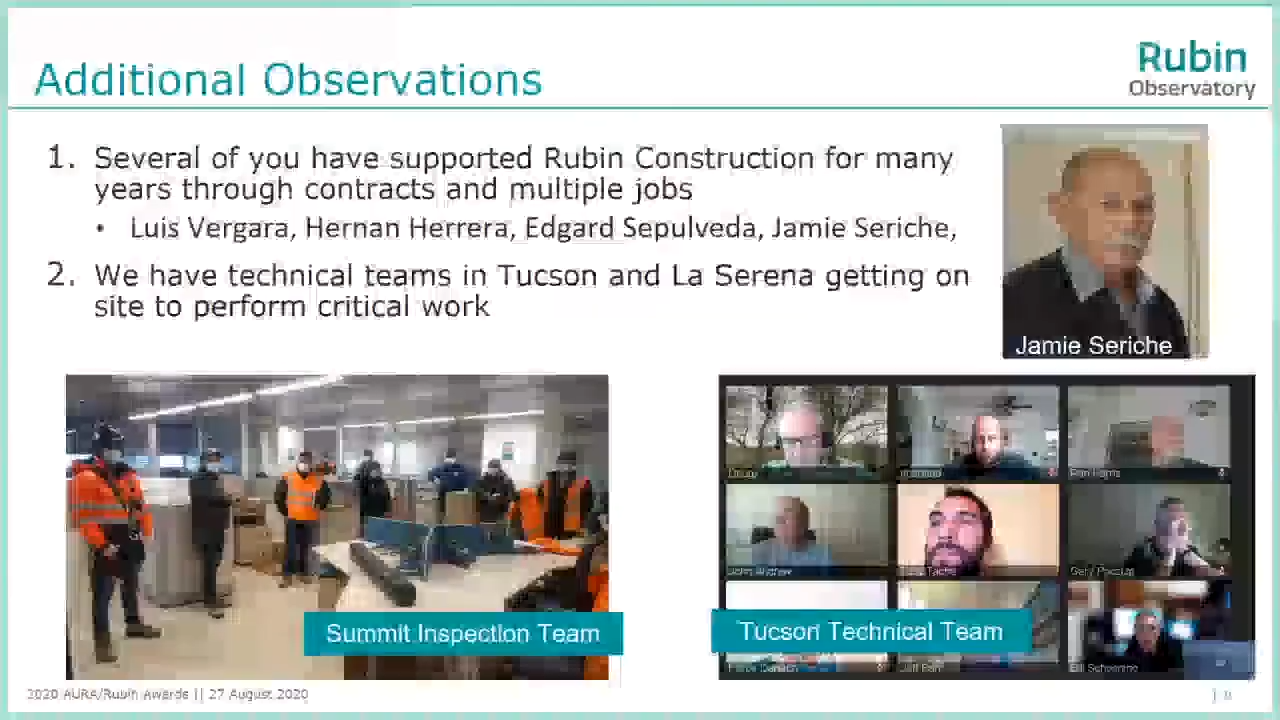 Additional Observations
Rubin
Observatory
1. Several of you have supported Rubin Construction for many
years through contracts and multiple jobs
• Luis Vergara, Hernan Herrera, Edgard Sepulveda, Jamie Seriche,
2. We have technical teams in Tucson and La Serena getting on
site to perform critical work
Jamie Seriche
Summit Inspection Team
Tucson Technical Team
2020 AURA/Rubin Awards || 27 August 2020